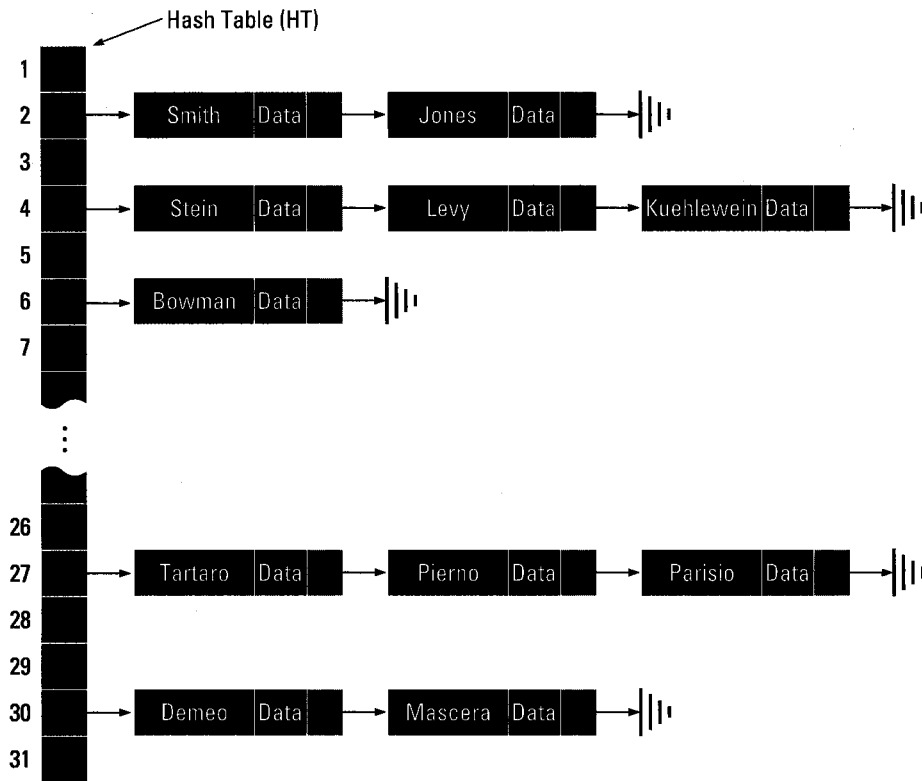 Hash Table (HT)
1
2 Smith Data Jones Data
3
4 Stein Data Levy Data Kuehlewein Data
5
6 Bowman Data
7
⋮
26
27 Tartaro Data Pierno Data Parisio Data
28
29
30 Demeo Data Mascera Data
31